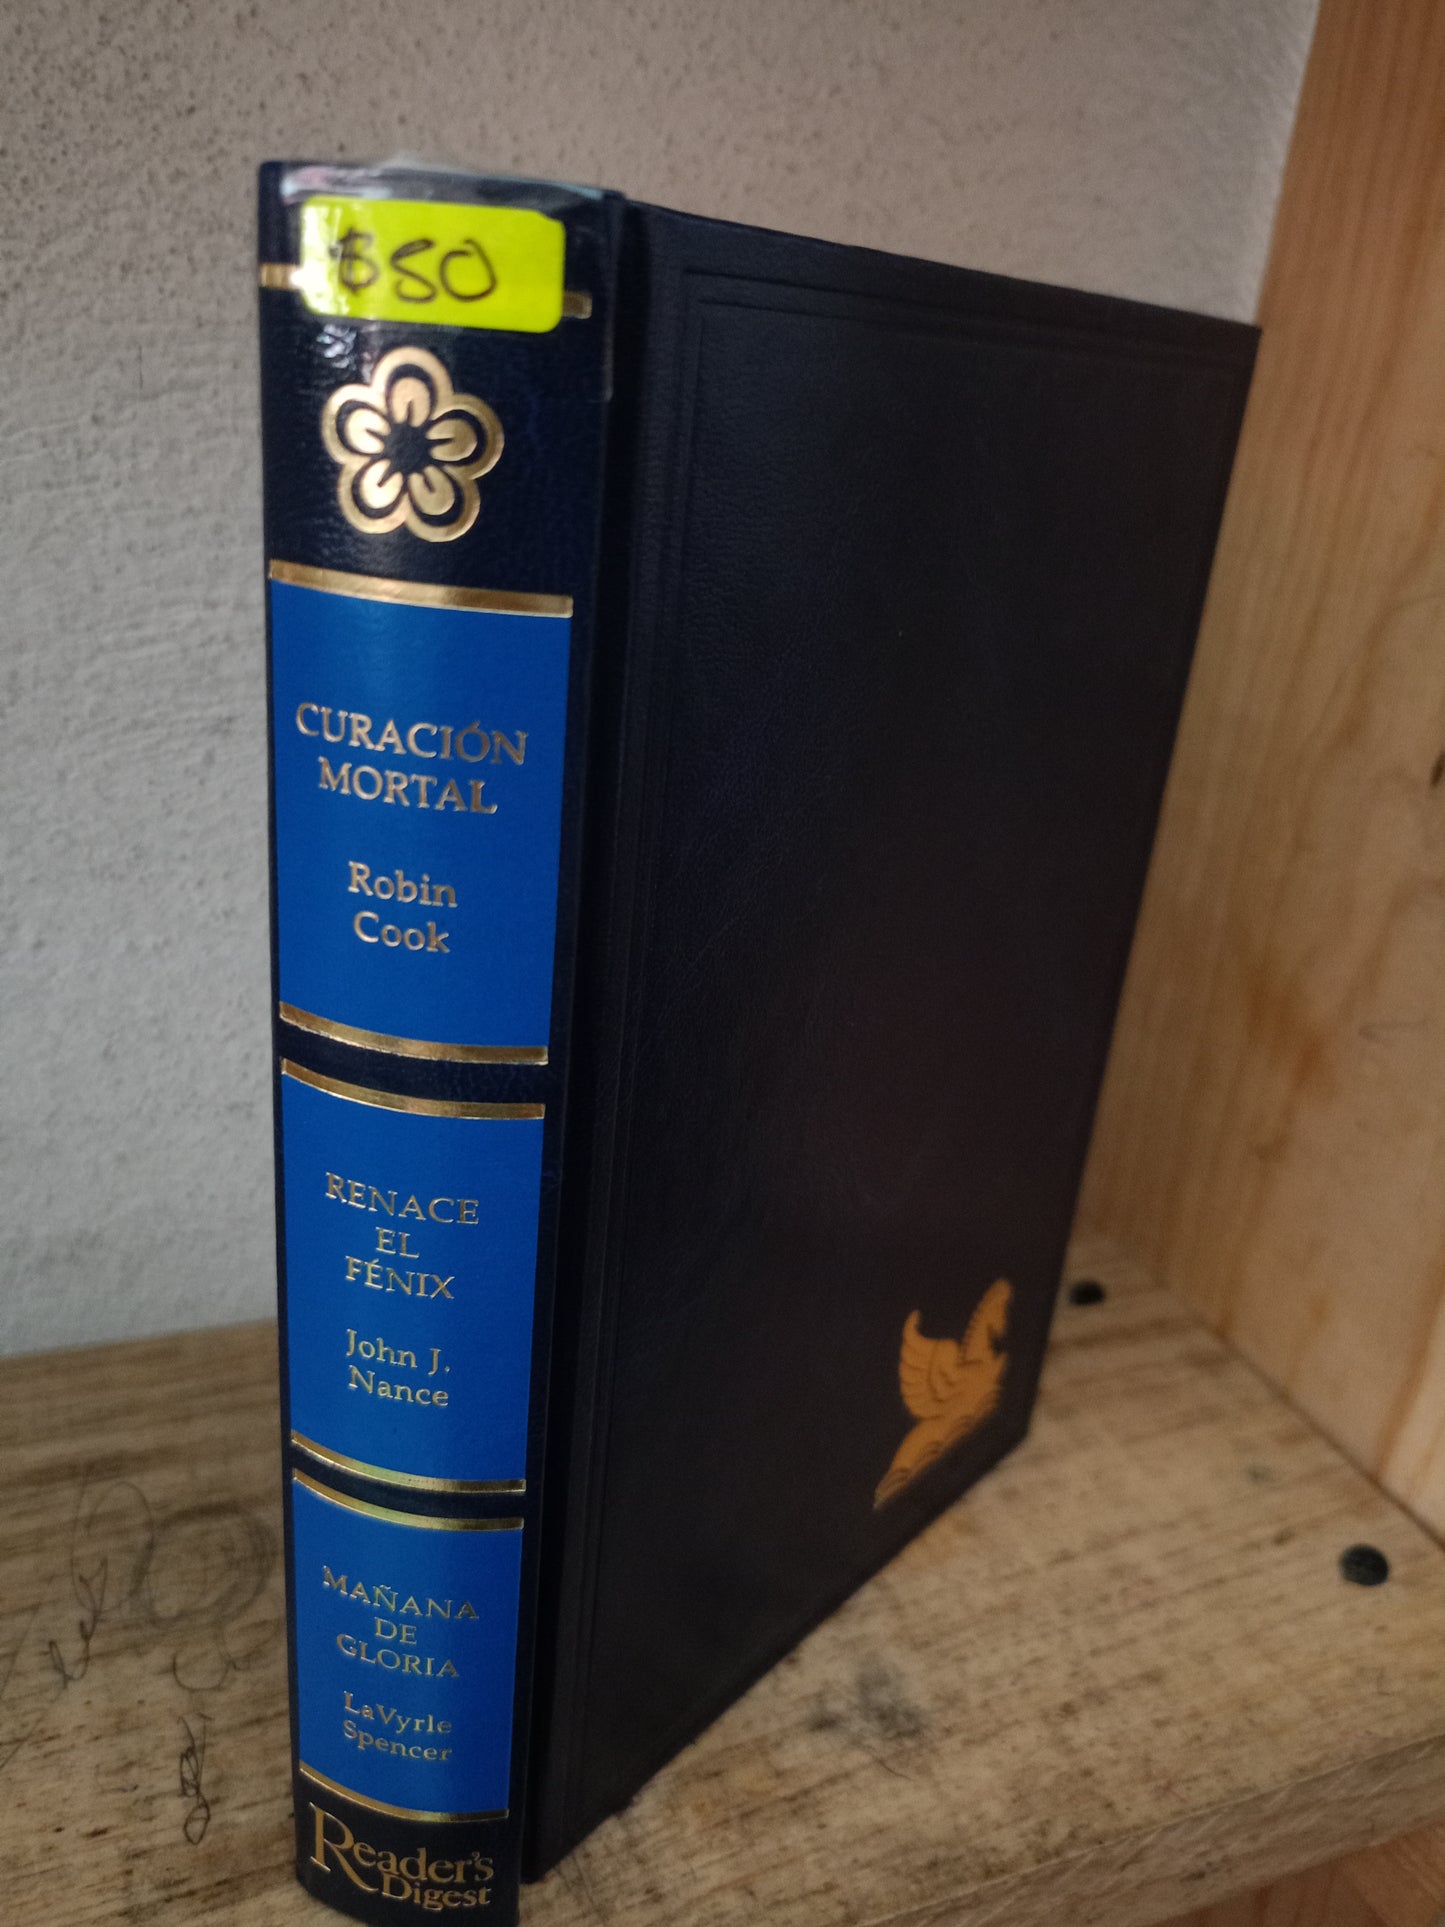 $50
CURACIÓN
MORTAL
Robin
Cook
RENACE
EL
FÉNIX
John J.
Nance
MAÑANA
DE
GLORIA
LaVyrle
Spencer
Reader's
Digest